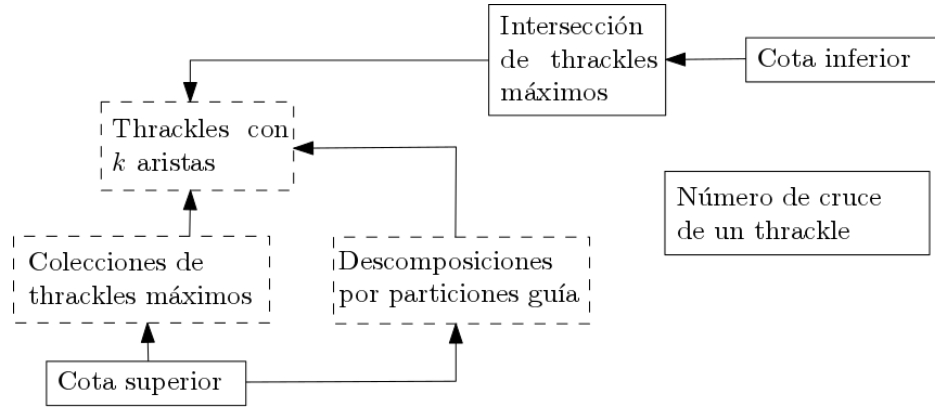 Intersección
de thrackles
máximos
Cota inferior
Thrackles con
k aristas
Número de cruce
de un thrackle
Colecciones de
thrackles máximos
Descomposiciones
por particiones guía
Cota superior